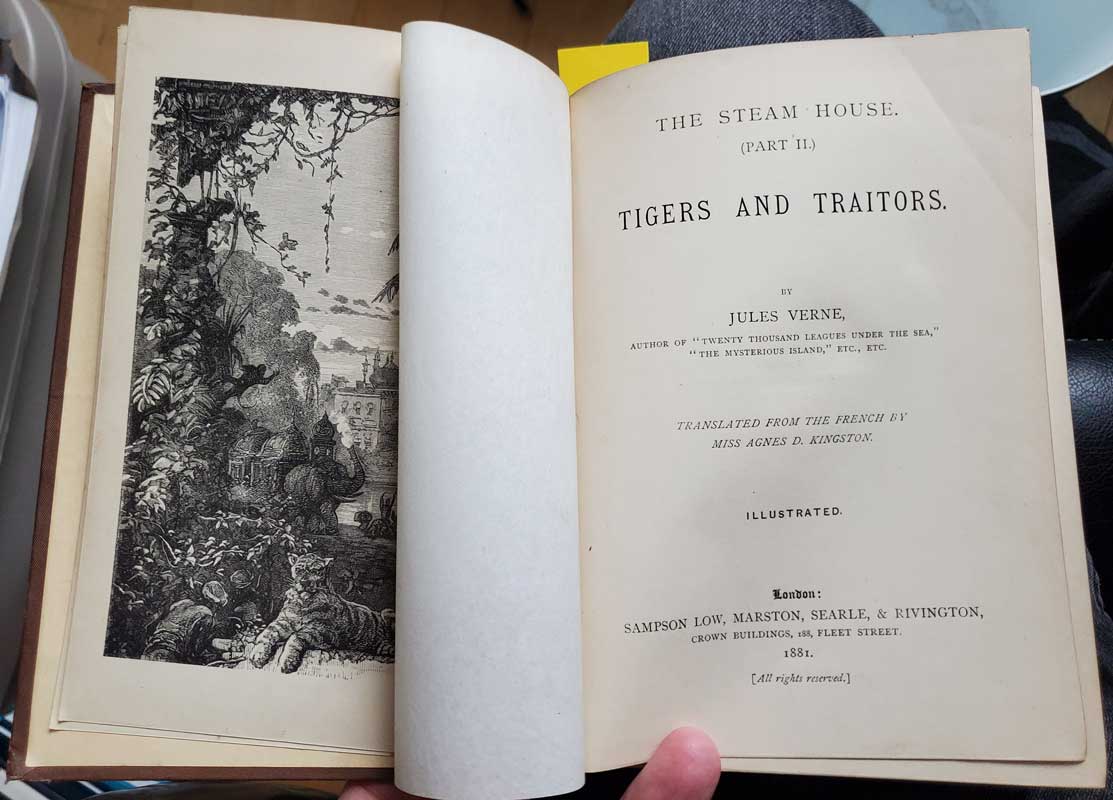 THE STEAM HOUSE.
(PART II.)
TIGERS AND TRAITORS.
BY
JULES VERNE,
AUTHOR OF "TWENTY THOUSAND LEAGUES UNDER THE SEA,"
"THE MYSTERIOUS ISLAND," ETC., ETC.
TRANSLATED FROM THE FRENCH BY
MISS AGNES D. KINGSTON.
ILLUSTRATED.
London:
SAMPSON LOW, MARSTON, SEARLE, & RIVINGTON,
CROWN BUILDINGS, 188, FLEET STREET.
1881.
[All rights reserved.]